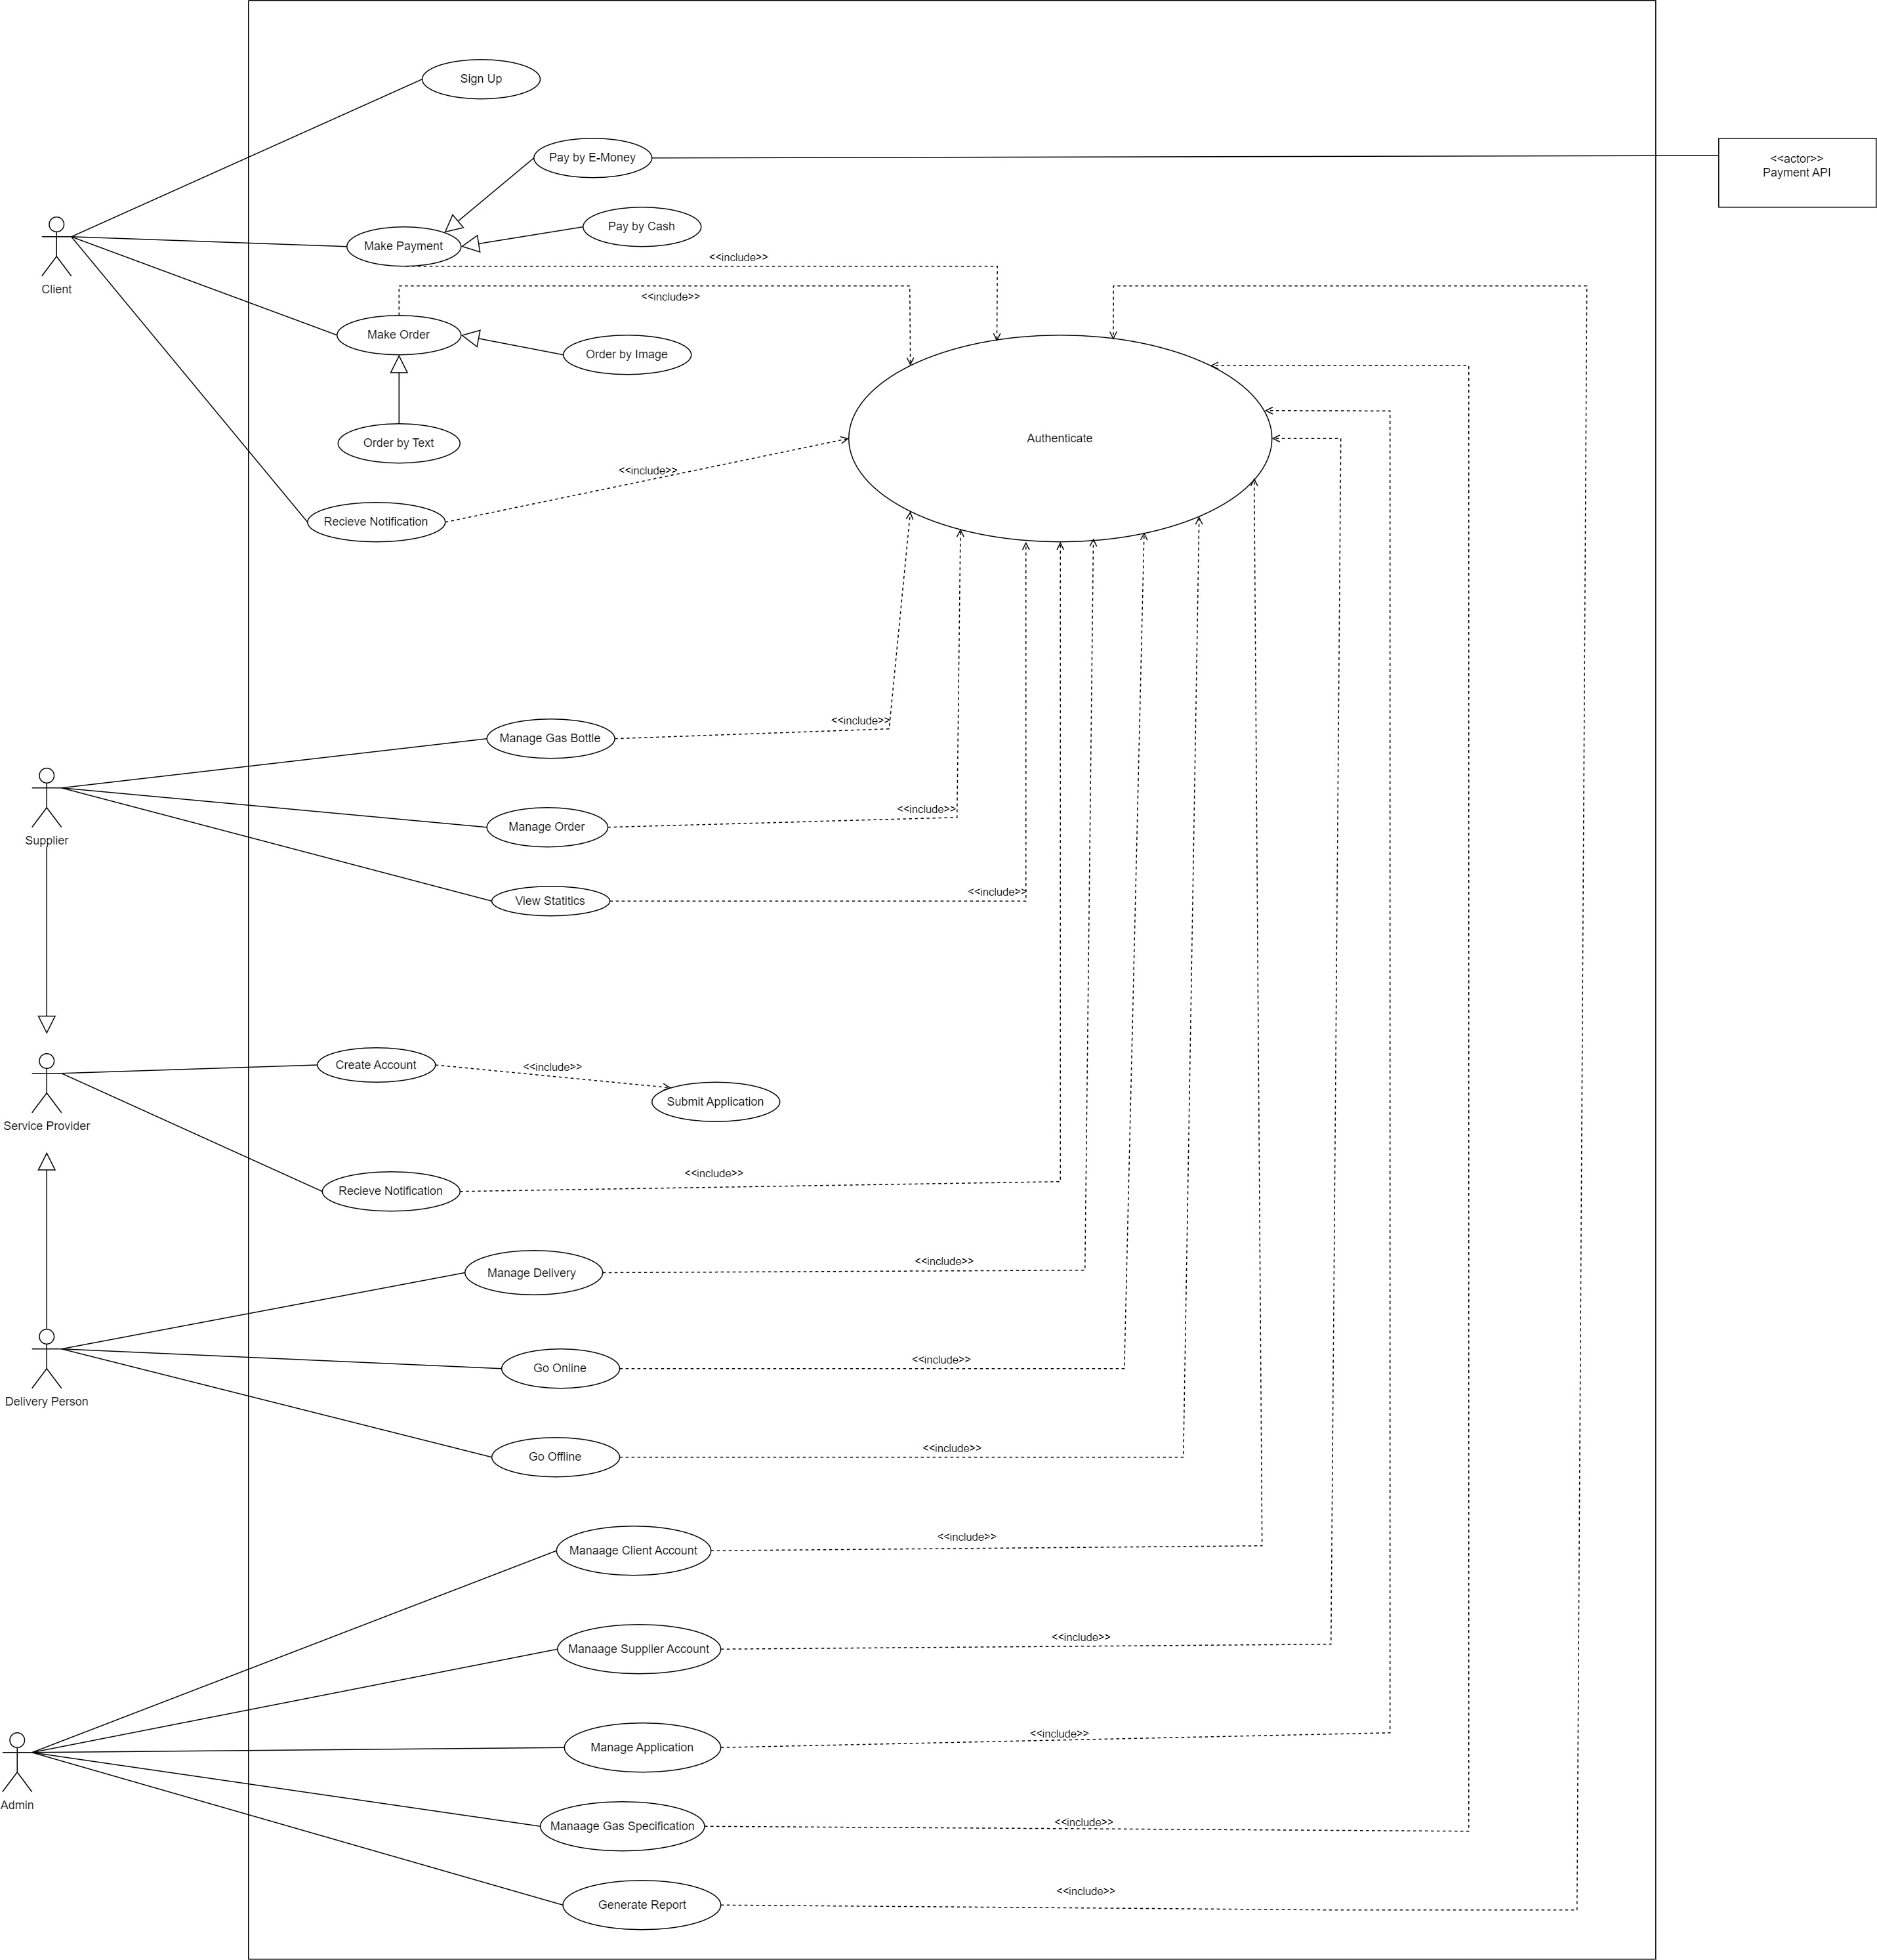 Sign Up
Pay by E-Money
<<actor>>
Payment API
Pay by Cash
Make Payment
<<include>>
Client
<<include>>
Make Order
Order by Image
Order by Text
Authenticate
<<include>>
Recieve Notification
<<include>>
Manage Gas Bottle
<<include>>
Manage Order
Supplier
<<include>>
View Statitics
Create Account
<<include>>
Submit Application
Service Provider
<<include>>
Recieve Notification
<<include>>
Manage Delivery
<<include>>
Go Online
Delivery Person
<<include>>
Go Offline
<<include>>
Manaage Client Account
<<include>>
Manaage Supplier Account
<<include>>
Manage Application
Admin
<<include>>
Manaage Gas Specification
<<include>>
Generate Report